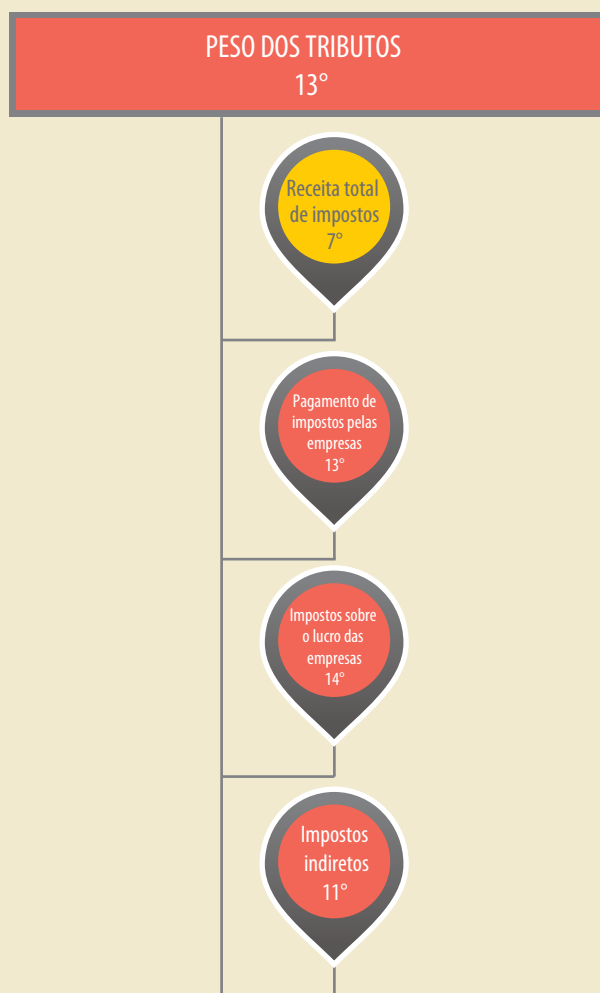 PESO DOS TRIBUTOS
13°
Receita total
de impostos
7°
Pagamento de
impostos pelas
empresas
13°
Impostos sobre
o lucro das
empresas
14°
Impostos
indiretos
11°